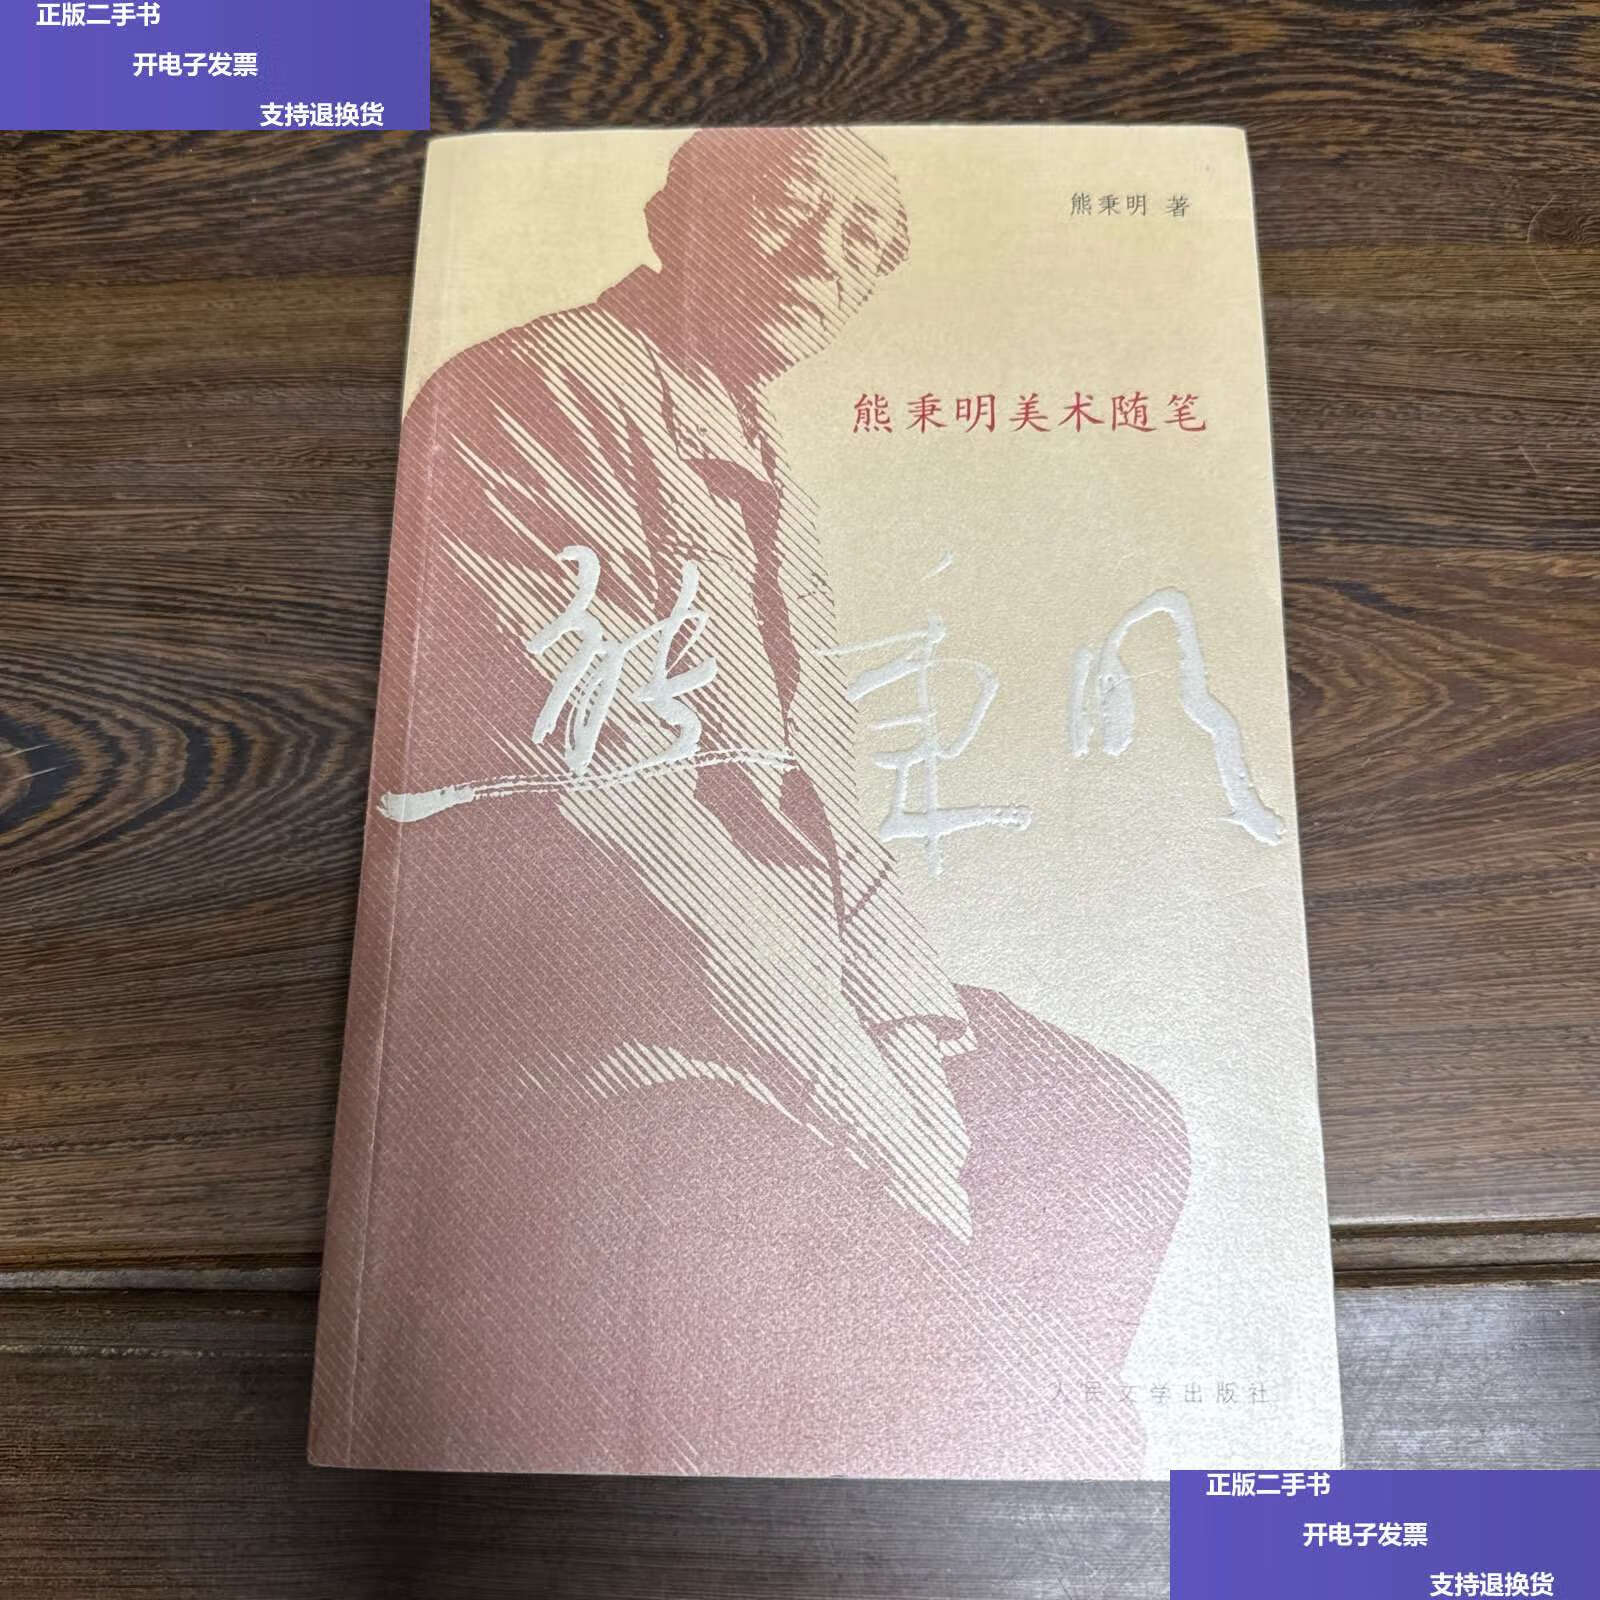 正版二手书
开电子发票
支持退换货
熊秉明 著
熊秉明美术随笔
熊秉明
人民文学出版社
正版二手书
开电子发票
支持退换货